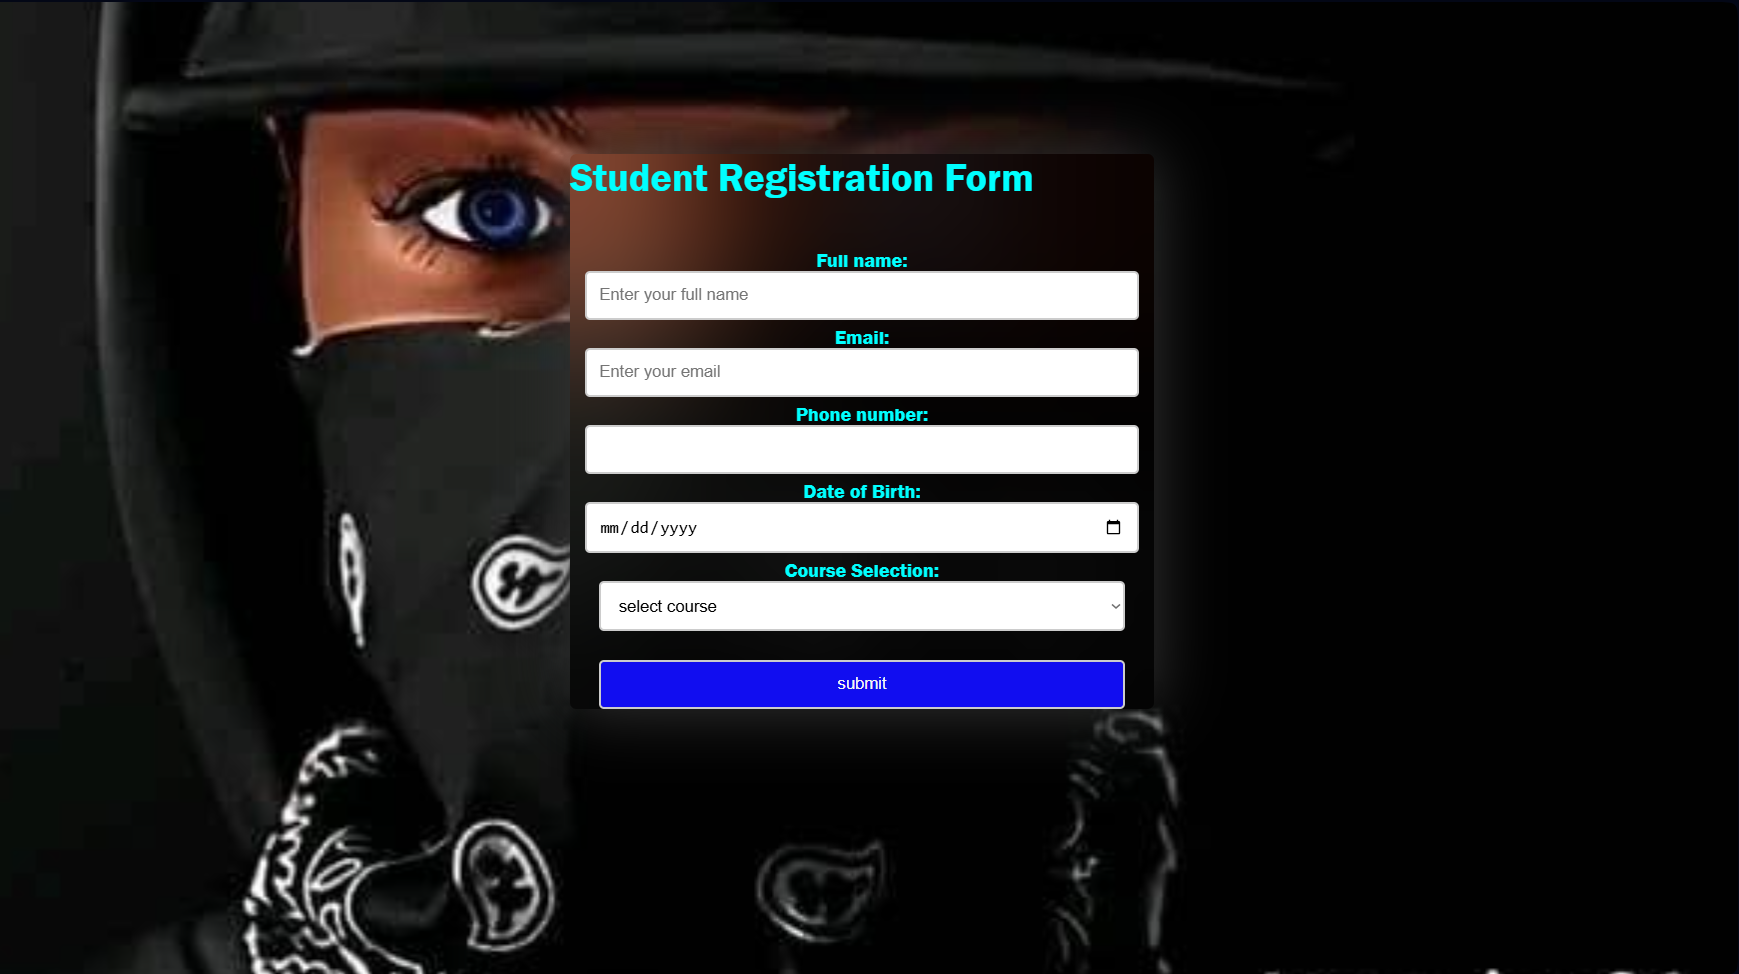 Student Registration Form
Full name:
Enter your full name
Email:
Enter your email
Phone number:
Date of Birth:
mm/dd/yyyy
Course Selection:
select course
submit